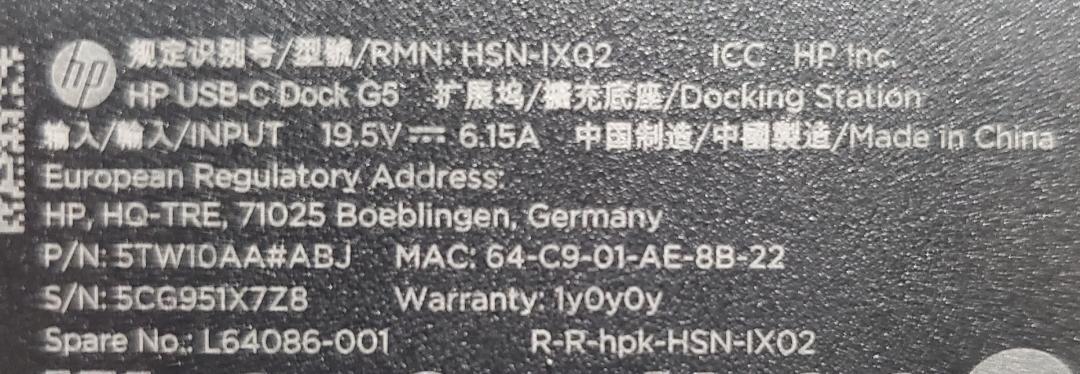 hp 规定识别号/型號/RMN: HSN-IX02 ICC HP Inc.
HP USB-C Dock G5 扩展坞/擴充底座/Docking Station
输入/輸入/INPUT 19.5V⎓6.15A 中国制造/中國製造/Made in China
European Regulatory Address:
HP, HQ-TRE, 71025 Boeblingen, Germany
P/N: 5TW10AA#ABJ MAC: 64-C9-01-AE-8B-22
S/N: 5CG951X7Z8 Warranty: 1y0y0y
Spare No.: L64086-001 R-R-hpk-HSN-IX02